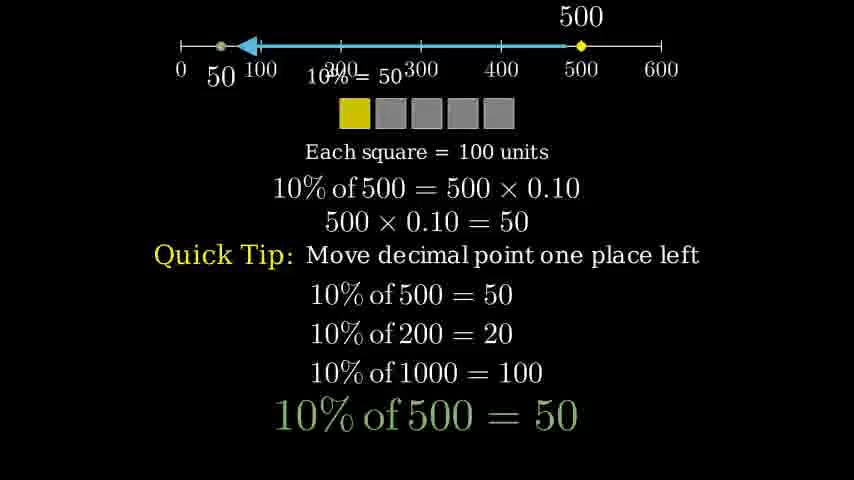 500
0 100 200 300 400 500 600
50
10% = 50
Each square = 100 units
10% of 500 = 500 × 0.10
500 × 0.10 = 50
Quick Tip: Move decimal point one place left
10% of 500 = 50
10% of 200 = 20
10% of 1000 = 100
10% of 500 = 50